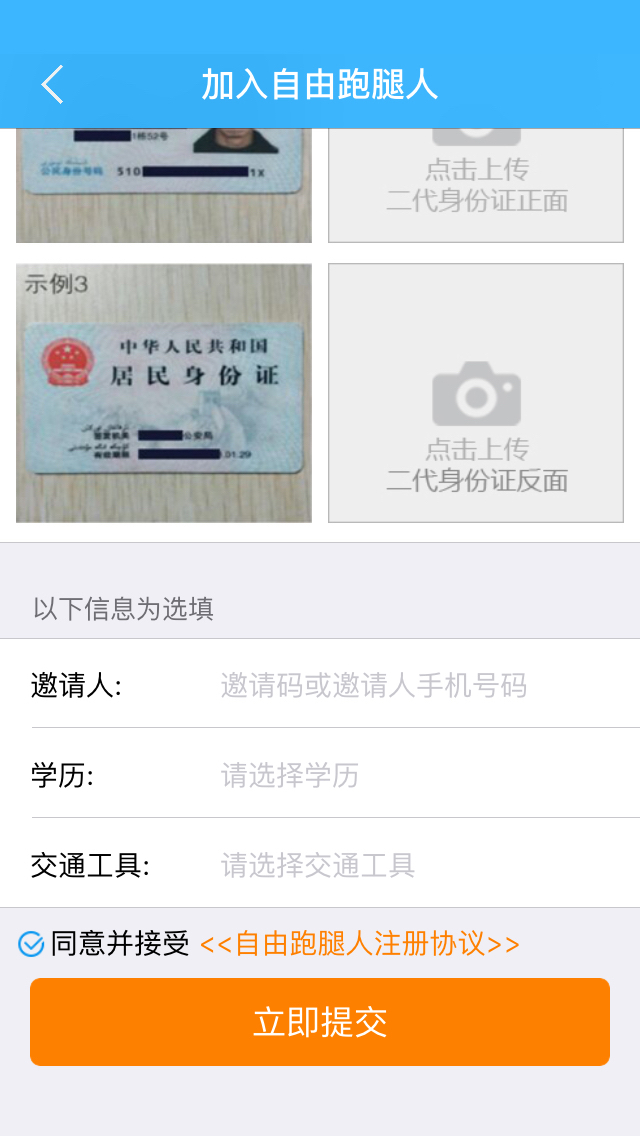 加入自由跑腿人
1栋52号
公民身份号码 510 1X
点击上传
二代身份证正面
示例3
中华人民共和国
居民身份证
签发机关 公安局
有效期限 .01.29
点击上传
二代身份证反面
以下信息为选填
邀请人: 邀请码或邀请人手机号码
学历: 请选择学历
交通工具: 请选择交通工具
同意并接受 <<自由跑腿人注册协议>>
立即提交